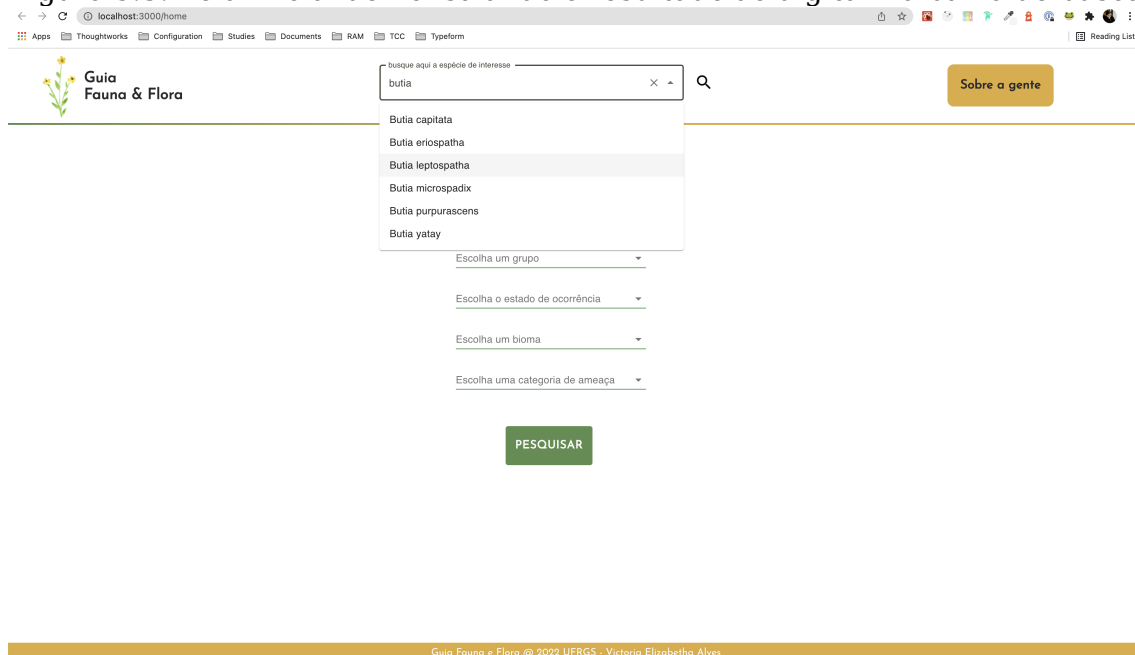 localhost:3000/home
Apps Thoughtworks Configuration Studies Documents RAM TCC Typeform Reading List
busque aqui a espécie de interesse
Guia
Fauna & Flora
butia
Sobre a gente
Butia capitata
Butia eriospatha
Butia leptospatha
Butia microspadix
Butia purpurascens
Butia yatay
Escolha um grupo
Escolha o estado de ocorrência
Escolha um bioma
Escolha uma categoria de ameaça
PESQUISAR
Guia Fauna e Flora @ 2022 UFRGS - Victoria Elizabetha Alves